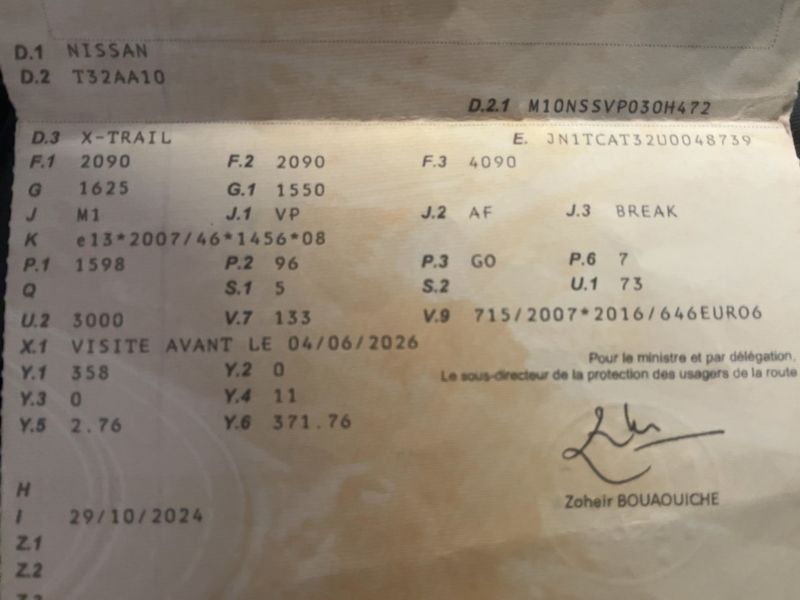 D.1 NISSAN
D.2 T32AA10
D.2.1 M10NSSVP030H472
D.3 X-TRAIL E. JN1TCAT32U0048739
F.1 2090 F.2 2090 F.3 4090
G 1625 G.1 1550
J M1 J.1 VP J.2 AF J.3 BREAK
K e13*2007/46*1456*08
P.1 1598 P.2 96 P.3 GO P.6 7
Q S.1 5 S.2 U.1 73
U.2 3000 V.7 133 V.9 715/2007*2016/646EURO6
X.1 VISITE AVANT LE 04/06/2026
Pour le ministre et par délégation,
Y.1 358 Y.2 0
Le sous-directeur de la protection des usagers de la route
Y.3 0 Y.4 11
Y.5 2.76 Y.6 371.76
H
Zoheir BOUAOUICHE
I 29/10/2024
Z.1
Z.2
Z.3